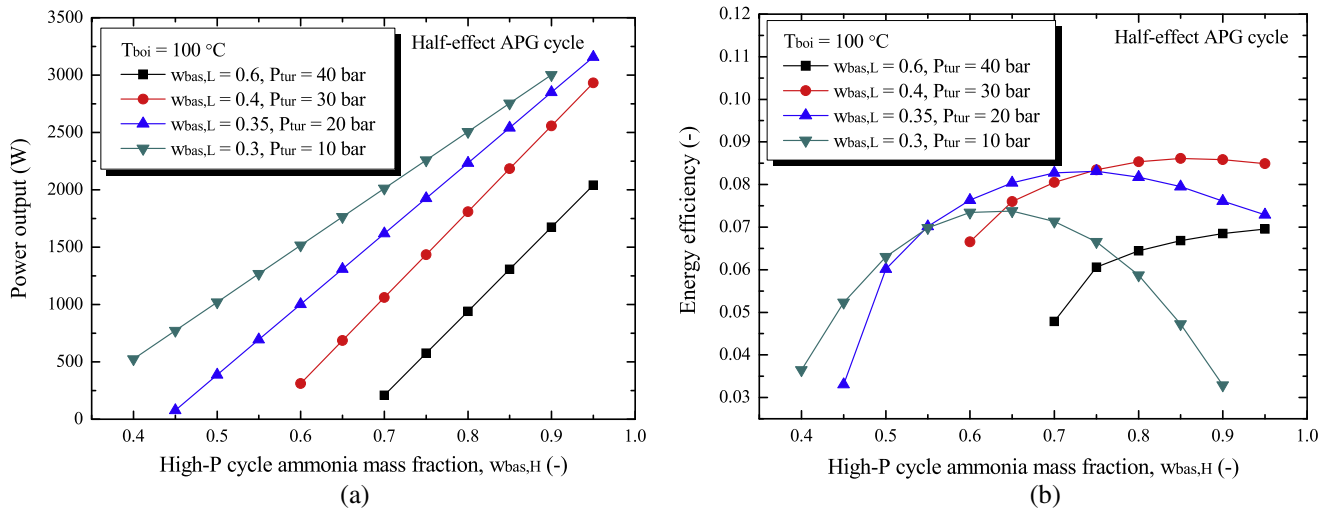 Half-effect APG cycle
Tboi = 100 °C
wbas,L = 0.6, Ptur = 40 bar
wbas,L = 0.4, Ptur = 30 bar
wbas,L = 0.35, Ptur = 20 bar
wbas,L = 0.3, Ptur = 10 bar
Power output (W)
3500
3000
2500
2000
1500
1000
500
0
0.4 0.5 0.6 0.7 0.8 0.9 1.0
High-P cycle ammonia mass fraction, wbas,H (-)
(a)
Half-effect APG cycle
Tboi = 100 °C
wbas,L = 0.6, Ptur = 40 bar
wbas,L = 0.4, Ptur = 30 bar
wbas,L = 0.35, Ptur = 20 bar
wbas,L = 0.3, Ptur = 10 bar
Energy efficiency (-)
0.12
0.11
0.10
0.09
0.08
0.07
0.06
0.05
0.04
0.03
0.4 0.5 0.6 0.7 0.8 0.9 1.0
High-P cycle ammonia mass fraction, wbas,H (-)
(b)